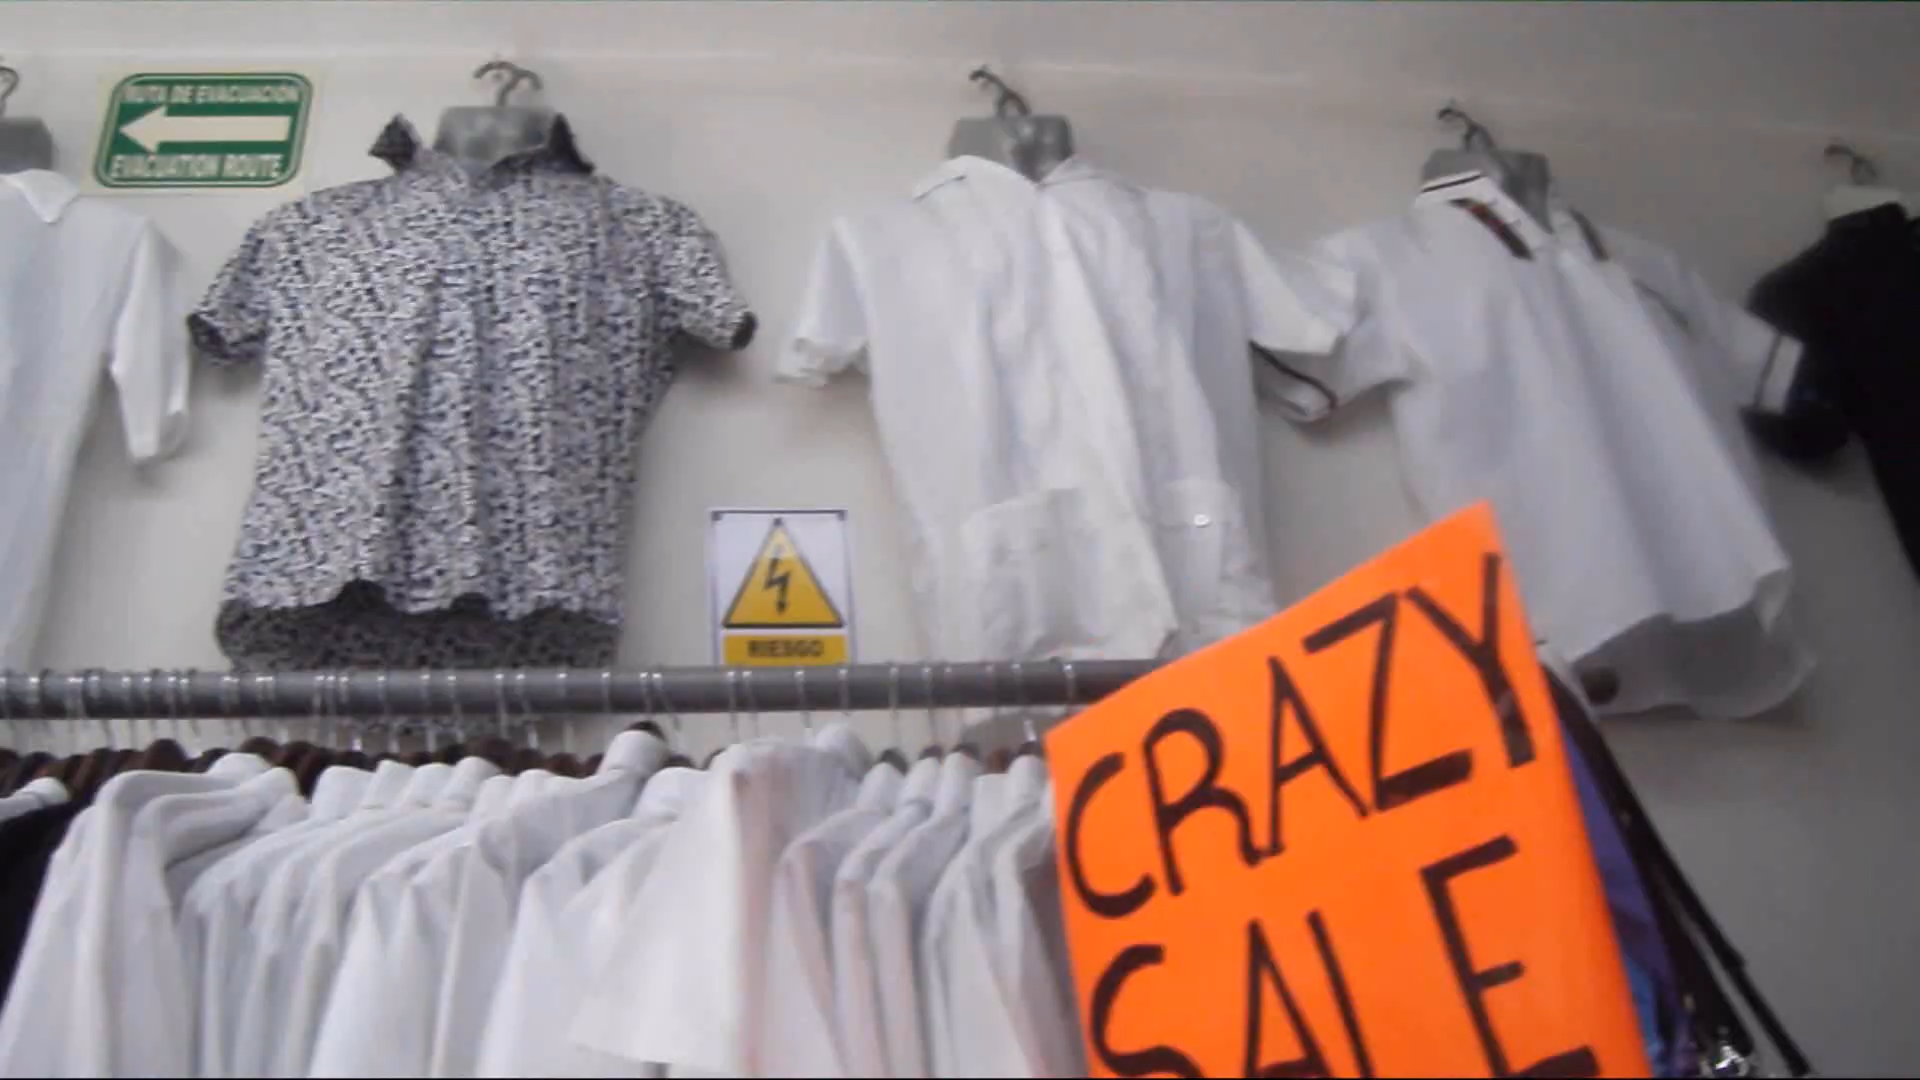 RUTA DE EVACUACIÓN
EVACUATION ROUTE
RIESGO
CRAZY
SALE